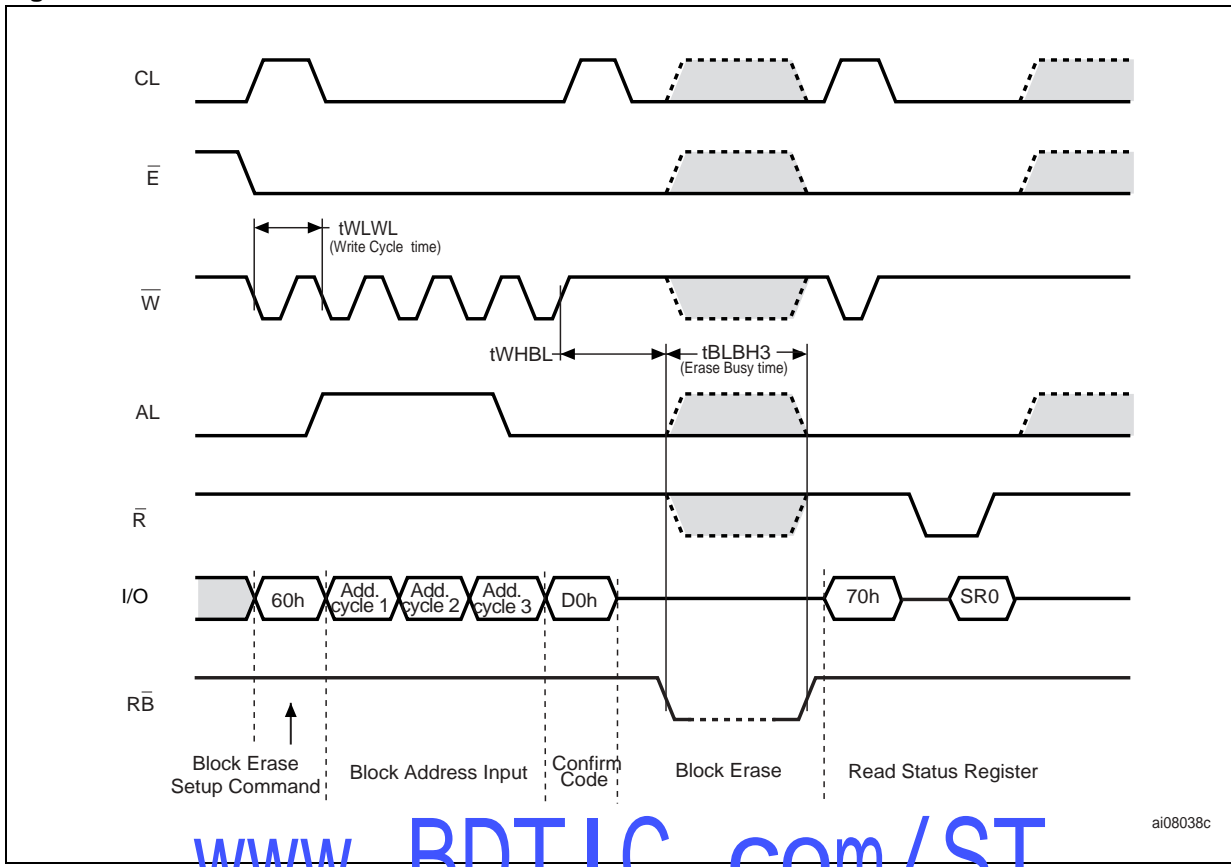 CL
E
tWLWL
(Write Cycle time)
W
tWHBL
tBLBH3
(Erase Busy time)
AL
R
I/O
60h
Add.
cycle 1
Add.
cycle 2
Add.
cycle 3
D0h
70h
SR0
RB
Block Erase
Setup Command
Block Address Input
Confirm
Code
Block Erase
Read Status Register
ai08038c
www.BDTIC.com/ST